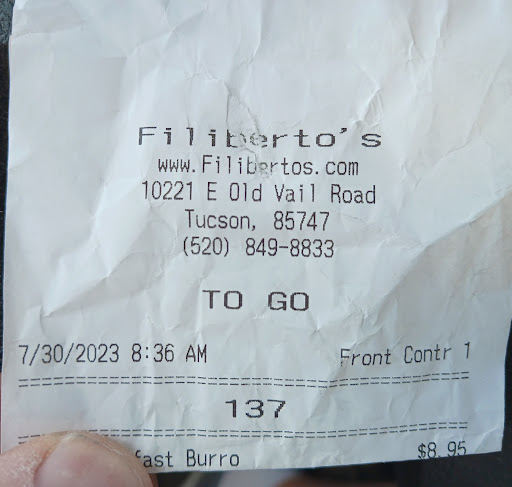 Filiberto's
www.Filibertos.com
10221 E Old Vail Road
Tucson, 85747
(520) 849-8833
TO GO
7/30/2023 8:36 AM Front Contr 1
137
Burro $8.95